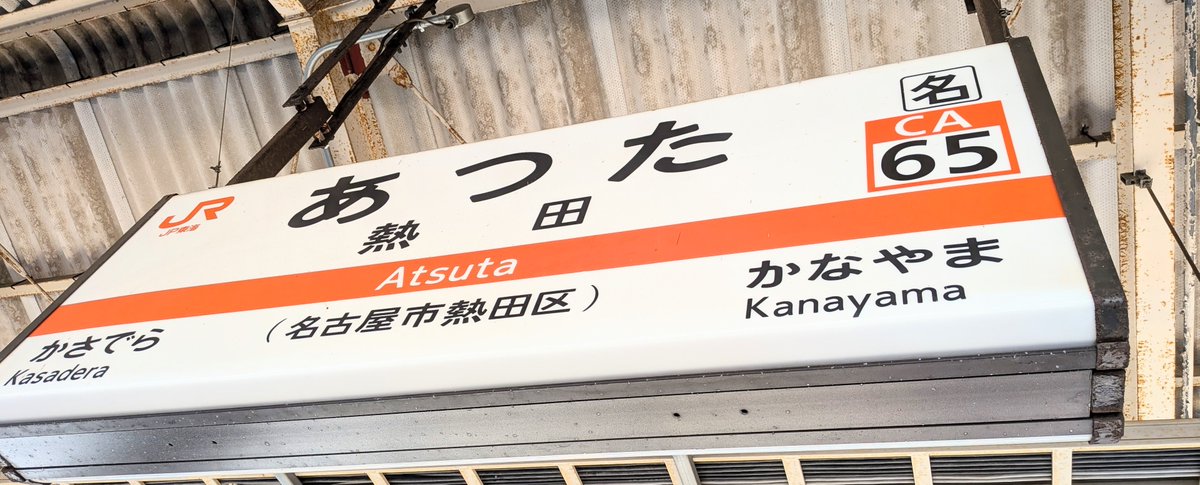 名
CA
65
JR
JR東海
あつた
熱田
Atsuta
(名古屋市熱田区)
かさでら
Kasadera
かなやま
Kanayama